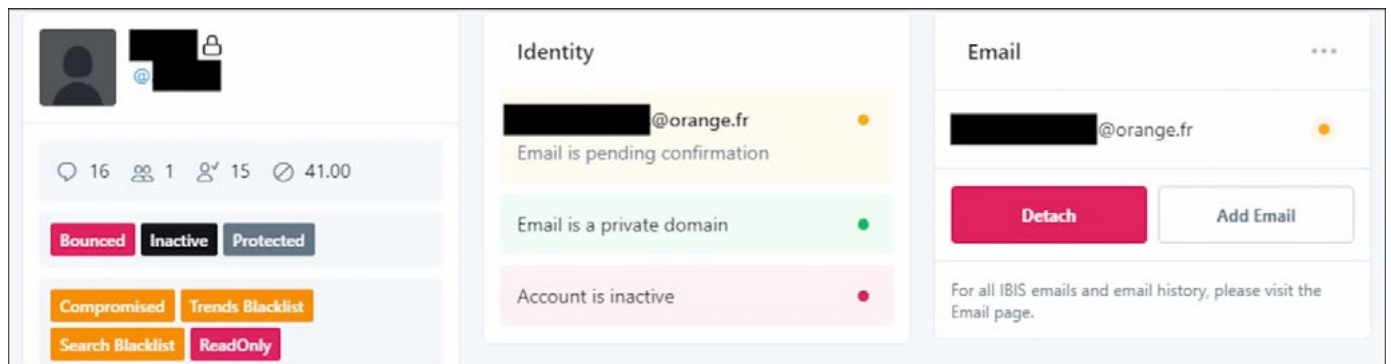 @
16 1 15 41.00
Bounced Inactive Protected
Compromised Trends Blacklist
Search Blacklist ReadOnly
Identity
@orange.fr
Email is pending confirmation
Email is a private domain
Account is inactive
Email
@orange.fr
Detach Add Email
For all IBIS emails and email history, please visit the
Email page.